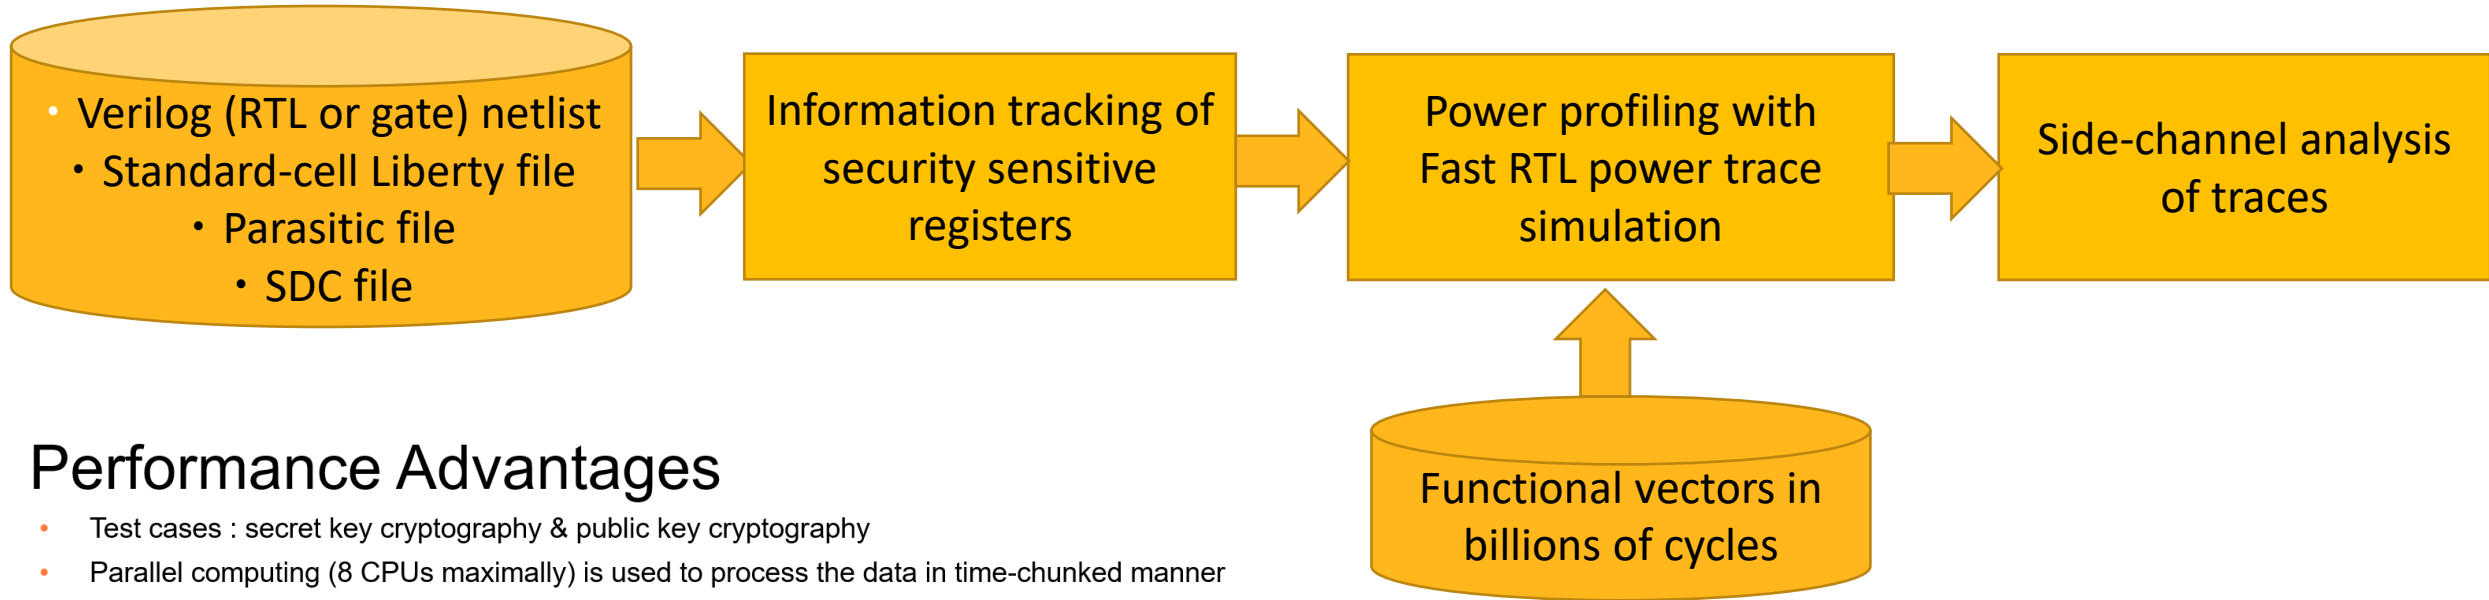 • Verilog (RTL or gate) netlist
• Standard-cell Liberty file
• Parasitic file
• SDC file
Information tracking of
security sensitive
registers
Power profiling with
Fast RTL power trace
simulation
Side-channel analysis
of traces
Functional vectors in
billions of cycles
Performance Advantages
• Test cases : secret key cryptography & public key cryptography
• Parallel computing (8 CPUs maximally) is used to process the data in time-chunked manner